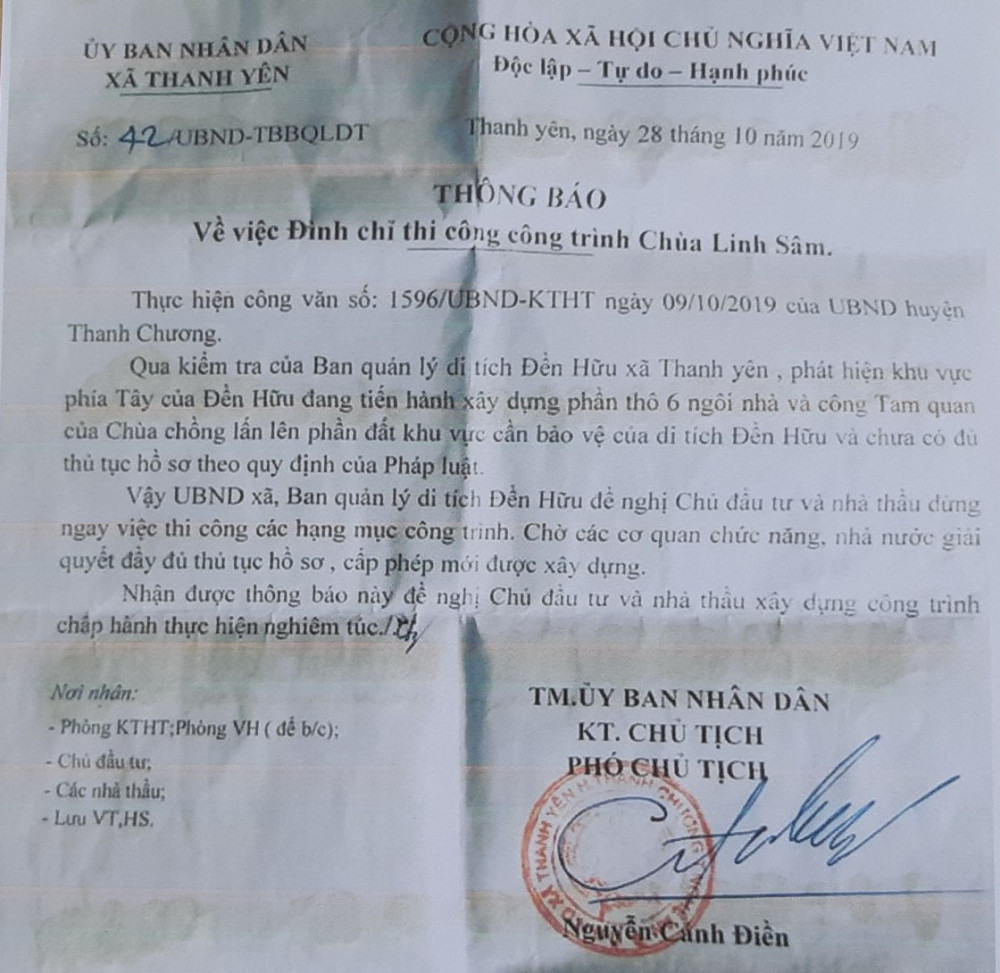 ỦY BAN NHÂN DÂN
XÃ THANH YÊN
CỘNG HÒA XÃ HỘI CHỦ NGHĨA VIỆT NAM
Độc lập – Tự do – Hạnh phúc
Số: 42/UBND-TBBQLDT
Thanh yên, ngày 28 tháng 10 năm 2019
THÔNG BÁO
Về việc Đình chỉ thi công công trình Chùa Linh Sâm.
Thực hiện công văn số: 1596/UBND-KTHT ngày 09/10/2019 của UBND huyện
Thanh Chương.
Qua kiểm tra của Ban quản lý di tích Đền Hữu xã Thanh yên , phát hiện khu vực
phía Tây của Đền Hữu đang tiến hành xây dựng phần thô 6 ngôi nhà và cổng Tam quan
của Chùa chồng lấn lên phần đất khu vực cần bảo vệ của di tích Đền Hữu và chưa có đủ
thủ tục hồ sơ theo quy định của Pháp luật.
Vậy UBND xã, Ban quản lý di tích Đền Hữu đề nghị Chủ đầu tư và nhà thầu dừng
ngay việc thi công các hạng mục công trình. Chờ các cơ quan chức năng, nhà nước giải
quyết đầy đủ thủ tục hồ sơ , cấp phép mới được xây dựng.
Nhận được thông báo này đề nghị Chủ đầu tư và nhà thầu xây dựng công trình
chấp hành thực hiện nghiêm túc./
Nơi nhận:
- Phòng KTHT;Phòng VH ( để b/c);
- Chủ đầu tư;
- Các nhà thầu;
- Lưu VT,HS.
TM.ỦY BAN NHÂN DÂN
KT. CHỦ TỊCH
PHÓ CHỦ TỊCH
Nguyễn Cảnh Điền